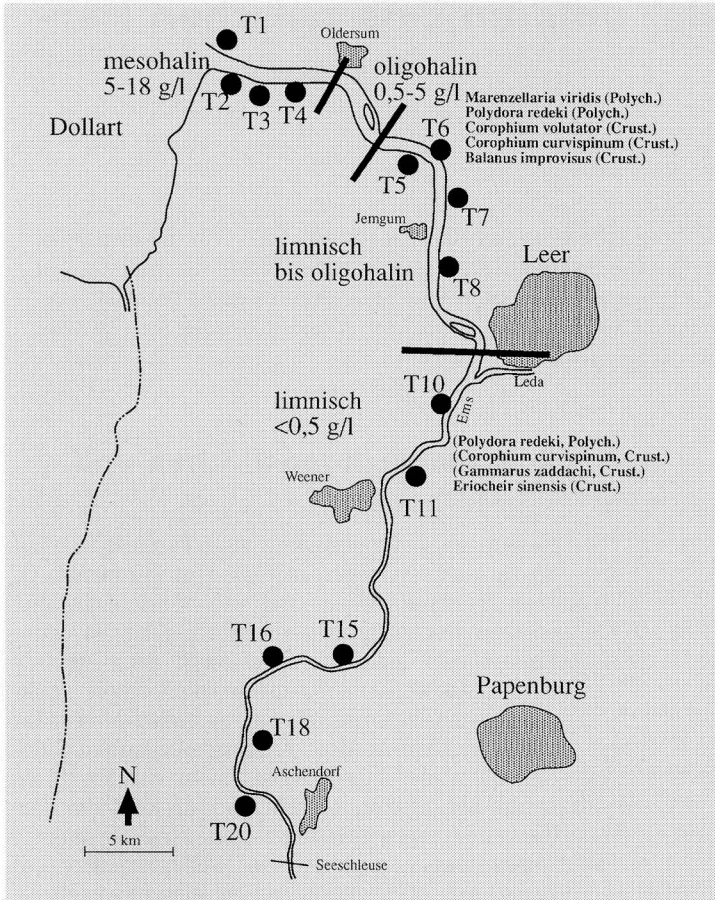 T1
Oldersum
mesohalin
5-18 g/l
oligohalin
0,5-5 g/l
T2
T3
T4
Dollart
T6
Marenzellaria viridis (Polych.)
Polydora redeki (Polych.)
Corophium volutator (Crust.)
Corophium curvispinum (Crust.)
Balanus improvisus (Crust.)
T5
T7
Jemgum
limnisch
bis oligohalin
T8
Leer
T10
Leda
Ems
limnisch
<0,5 g/l
(Polydora redeki, Polych.)
(Corophium curvispinum, Crust.)
(Gammarus zaddachi, Crust.)
Eriocheir sinensis (Crust.)
Weener
T11
T16
T15
Papenburg
T18
Aschendorf
N
T20
5 km
Seeschleuse